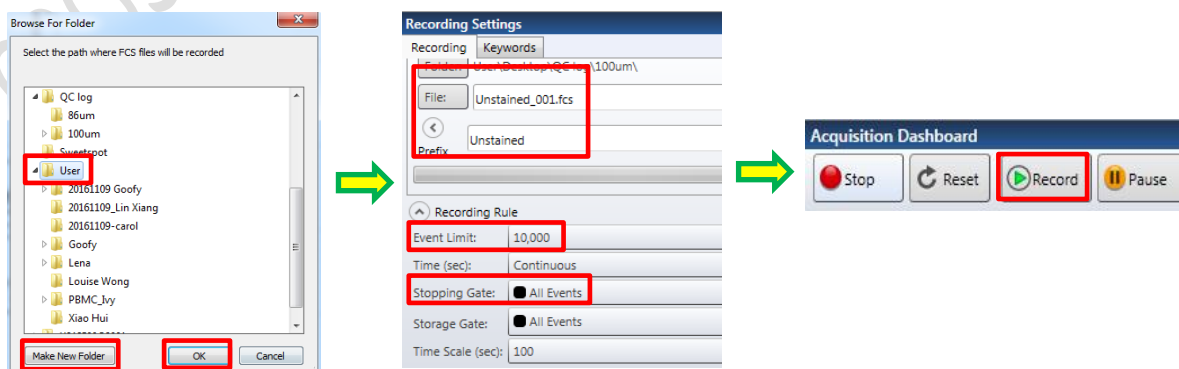 Browse For Folder
Select the path where FCS files will be recorded
QC log
86um
100um
Sweetspot
User
20161109 Goofy
20161109_Lin Xiang
20161109-carol
Goofy
Lena
Louise Wong
PBMC_Ivy
Xiao Hui
Make New Folder
OK
Cancel
Recording Settings
Recording Keywords
Folder: User\Desktop\QC log\100um\
File: Unstained_001.fcs
Unstained
Prefix
Recording Rule
Event Limit: 10,000
Time (sec): Continuous
Stopping Gate: All Events
Storage Gate: All Events
Time Scale (sec): 100
Acquisition Dashboard
Stop Reset Record Pause